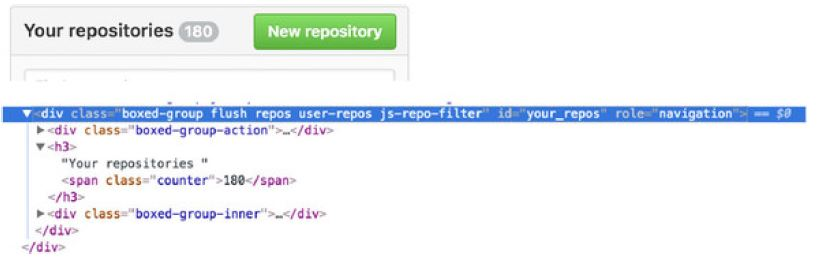 Your repositories 180 New repository
▼<div class="boxed-group flush repos user-repos js-repo-filter" id="your_repos" role="navigation"> == $0
▶<div class="boxed-group-action">…</div>
▼<h3>
"Your repositories "
<span class="counter">180</span>
</h3>
▶<div class="boxed-group-inner">…</div>
</div>
</div>